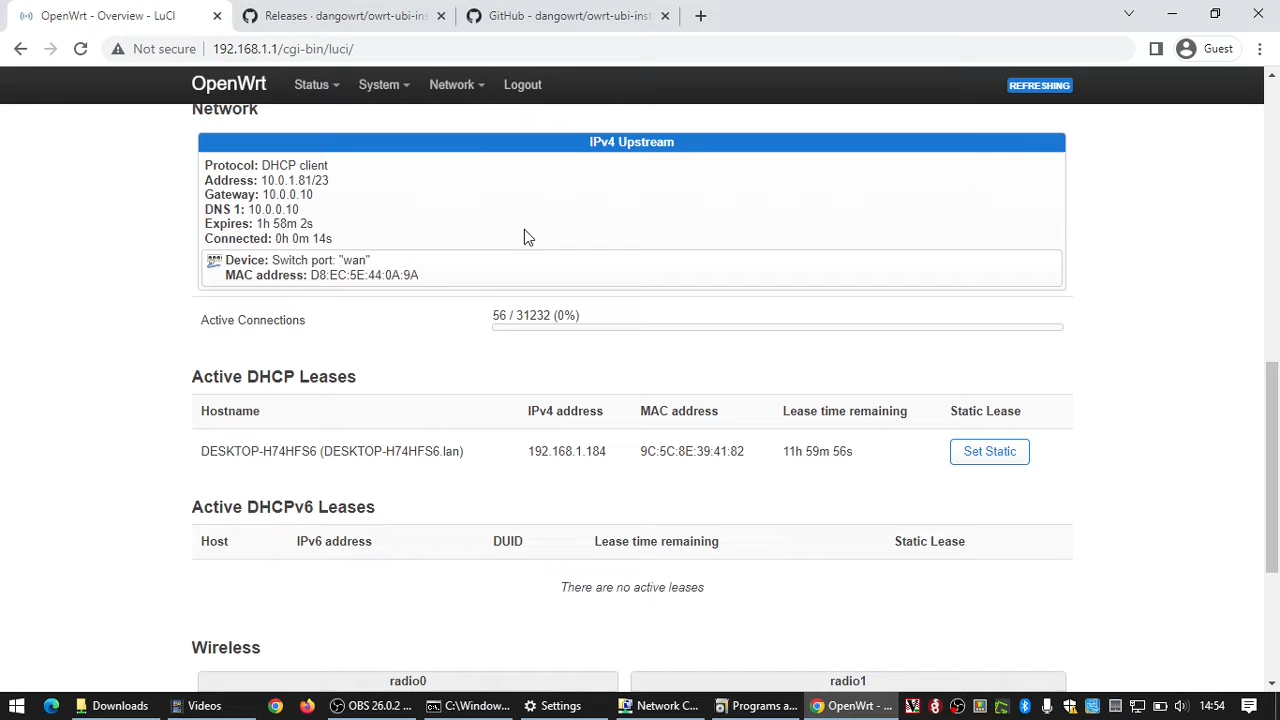 OpenWrt - Overview - LuCI
Releases · dangowrt/owrt-ubi-inst
GitHub - dangowrt/owrt-ubi-inst
Not secure
192.168.1.1/cgi-bin/luci/
Guest
OpenWrt
Status
System
Network
Logout
REFRESHING
Network
IPv4 Upstream
Protocol: DHCP client
Address: 10.0.1.81/23
Gateway: 10.0.0.10
DNS 1: 10.0.0.10
Expires: 1h 58m 2s
Connected: 0h 0m 14s
Device: Switch port: "wan"
MAC address: D8:EC:5E:44:0A:9A
Active Connections
56 / 31232 (0%)
Active DHCP Leases
Hostname IPv4 address MAC address Lease time remaining Static Lease
DESKTOP-H74HFS6 (DESKTOP-H74HFS6.lan) 192.168.1.184 9C:5C:8E:39:41:82 11h 59m 56s Set Static
Active DHCPv6 Leases
Host IPv6 address DUID Lease time remaining Static Lease
There are no active leases
Wireless
radio0 radio1
Downloads
Videos
OBS 26.0.2 ...
C:\Window...
Settings
Network C...
Programs a...
OpenWrt - ...
14:54